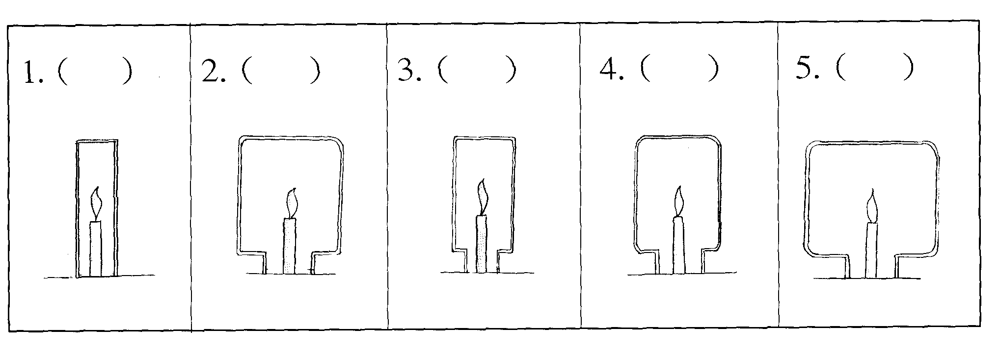 1. (    )
2. (    )
3. (    )
4. (    )
5. (    )